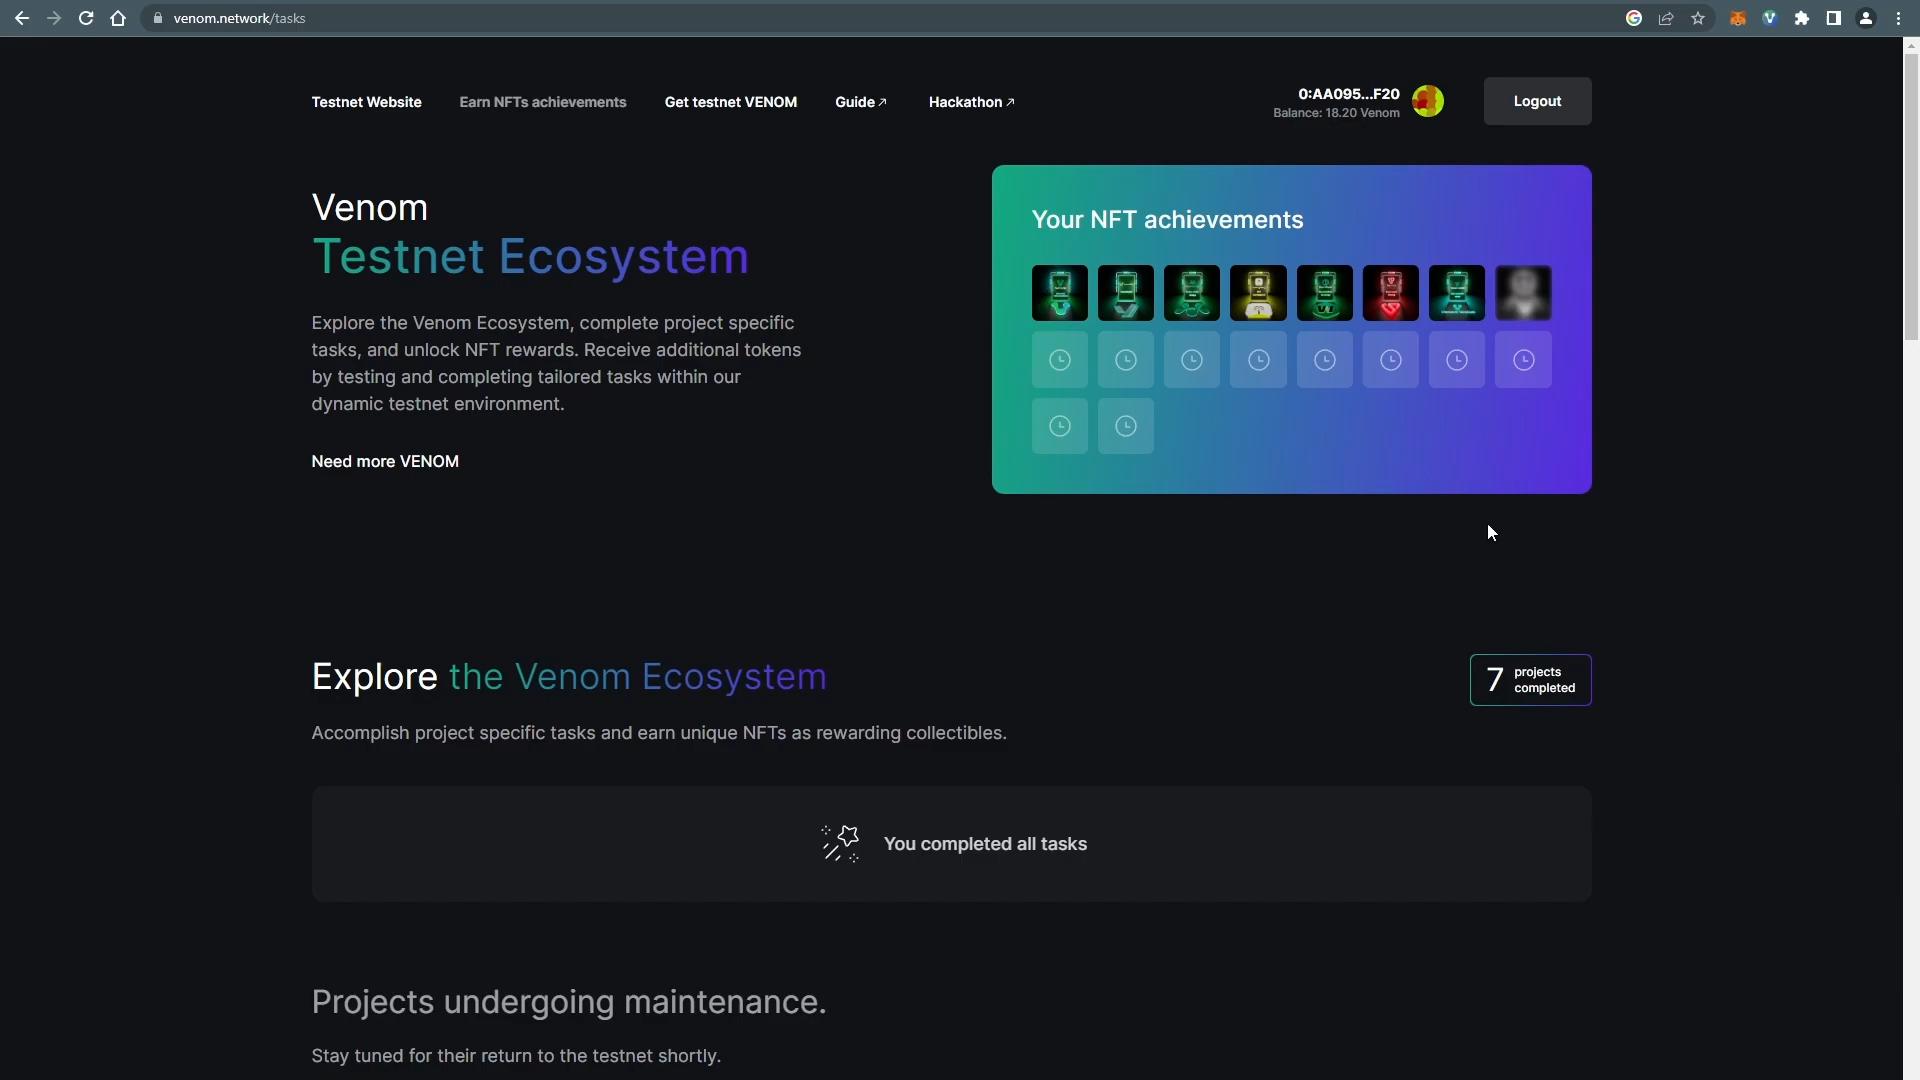 venom.network/tasks
Testnet Website
Earn NFTs achievements
Get testnet VENOM
Guide↗
Hackathon↗
0:AA095...F20
Balance: 18.20 Venom
Logout
Venom
Testnet Ecosystem
Explore the Venom Ecosystem, complete project specific
tasks, and unlock NFT rewards. Receive additional tokens
by testing and completing tailored tasks within our
dynamic testnet environment.
Need more VENOM
Your NFT achievements
Explore the Venom Ecosystem
7 projects
completed
Accomplish project specific tasks and earn unique NFTs as rewarding collectibles.
You completed all tasks
Projects undergoing maintenance.
Stay tuned for their return to the testnet shortly.